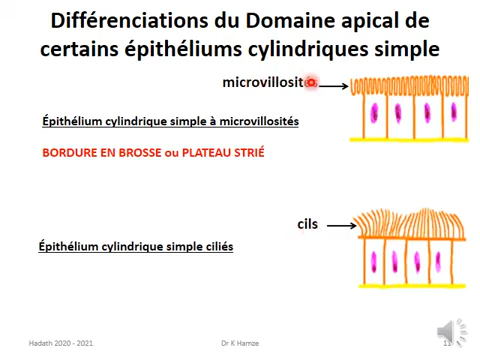 Différenciations du Domaine apical de
certains épithéliums cylindriques simple
microvillosit
Épithélium cylindrique simple à microvillosités
BORDURE EN BROSSE ou PLATEAU STRIÉ
cils
Épithélium cylindrique simple ciliés
Hadath 2020 - 2021
Dr K Hamze